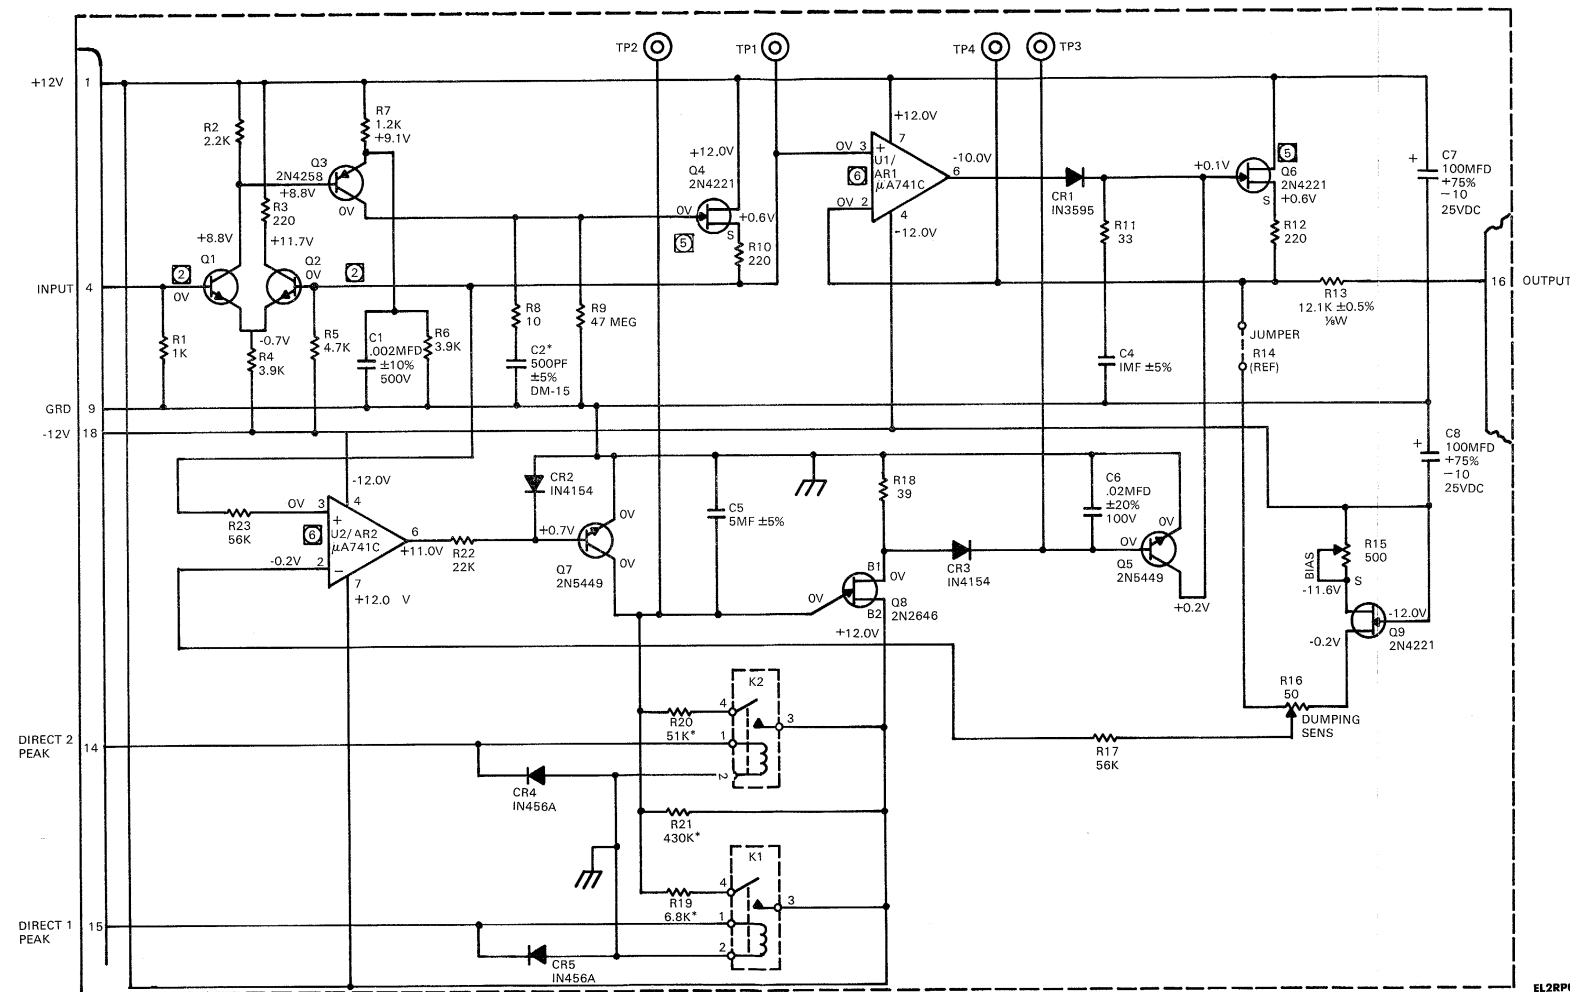 TP2
TP1
TP4
TP3
+12V
1
R7
1.2K
+9.1V
R2
2.2K
Q3
2N4258
+8.8V
0V
R3
220
+8.8V
+11.7V
Q1
2
0V
Q2
0V
2
INPUT
4
R1
1K
-0.7V
R4
3.9K
R5
4.7K
C1
.002MFD
±10%
500V
R6
3.9K
R8
10
C2*
500PF
±5%
DM-15
R9
47 MEG
+12.0V
Q4
2N4221
0V
+0.6V
S
5
R10
220
+12.0V
0V 3
7
+
U1/
AR1
µA741C
6
0V 2
4
-12.0V
-10.0V
6
CR1
IN3595
R11
33
C4
IMF ±5%
+0.1V
5
Q6
2N4221
+0.6V
S
R12
220
C7
+
100MFD
+75%
-10
25VDC
R13
12.1K ±0.5%
⅛W
16
OUTPUT
JUMPER
R14
(REF)
GRD
9
-12V
18
C8
+
100MFD
+75%
-10
25VDC
-12.0V
4
R23
56K
0V 3
+
6
U2/AR2
µA741C
6
+11.0V
-0.2V 2
-
7
+12.0 V
R22
22K
CR2
IN4154
+0.7V
0V
Q7
2N5449
0V
C5
5MF ±5%
R18
39
B1
0V
0V
Q8
2N2646
B2
+12.0V
CR3
IN4154
C6
.02MFD
±20%
100V
0V
0V
Q5
2N5449
+0.2V
BIAS
R15
500
S
-11.6V
-12.0V
Q9
2N4221
-0.2V
R16
50
DUMPING
SENS
R17
56K
K2
4
3
R20
51K*
1
2
DIRECT 2
PEAK
14
CR4
IN456A
R21
430K*
K1
4
3
R19
6.8K*
1
2
DIRECT 1
PEAK
15
CR5
IN456A